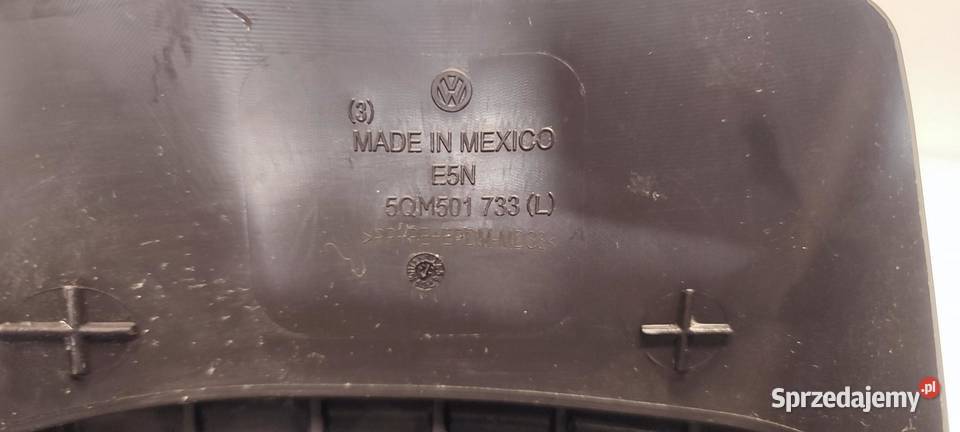 (3)
MADE IN MEXICO
E5N
5QM501 733 (L)
Sprzedajemy.pl